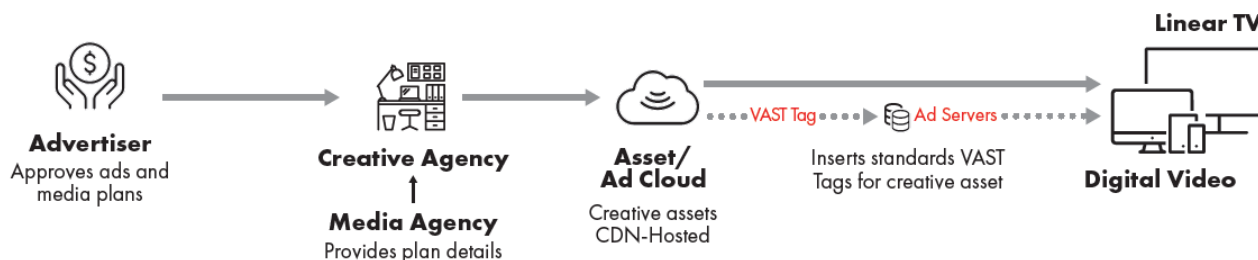 Linear TV
$
Advertiser
Approves ads and
media plans
Creative Agency
Media Agency
Provides plan details
Asset/
Ad Cloud
Creative assets
CDN-Hosted
VAST Tag
Ad Servers
Inserts standards VAST
Tags for creative asset
Digital Video